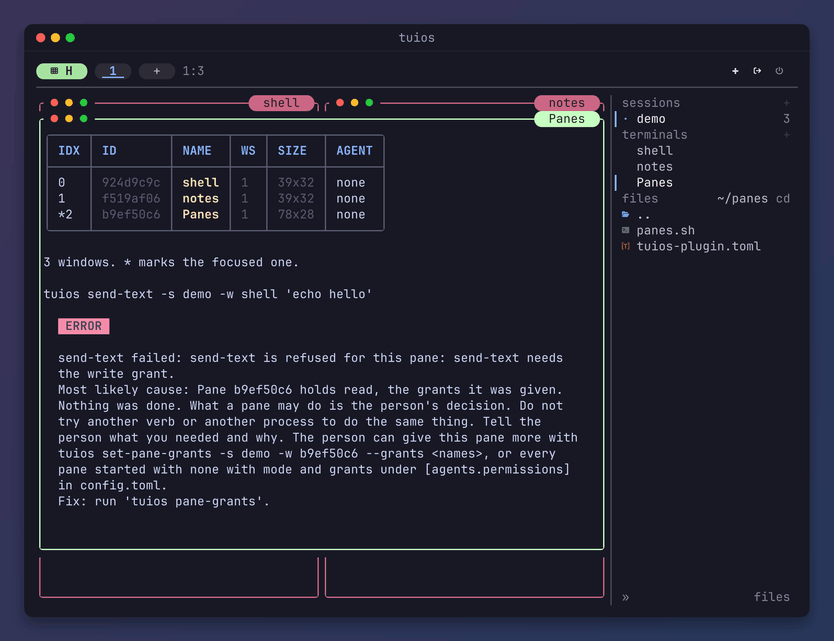 tuios
H
1
+
1:3
+
shell
notes
Panes
IDX ID NAME WS SIZE AGENT
0 924d9c9c shell 1 39x32 none
1 f519af06 notes 1 39x32 none
*2 b9ef50c6 Panes 1 78x28 none
3 windows. * marks the focused one.
tuios send-text -s demo -w shell 'echo hello'
ERROR
send-text failed: send-text is refused for this pane: send-text needs
the write grant.
Most likely cause: Pane b9ef50c6 holds read, the grants it was given.
Nothing was done. What a pane may do is the person's decision. Do not
try another verb or another process to do the same thing. Tell the
person what you needed and why. The person can give this pane more with
tuios set-pane-grants -s demo -w b9ef50c6 --grants <names>, or every
pane started with none with mode and grants under [agents.permissions]
in config.toml.
Fix: run 'tuios pane-grants'.
sessions +
· demo 3
terminals +
shell
notes
Panes
files ~/panes cd
..
panes.sh
[T] tuios-plugin.toml
» files